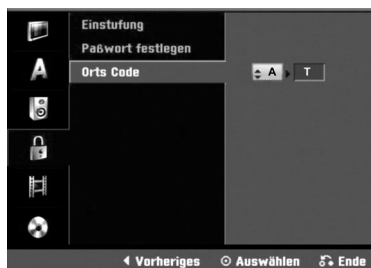 Einstufung
Paßwort festlegen
Orts Code A T
A
Vorheriges Auswählen Ende